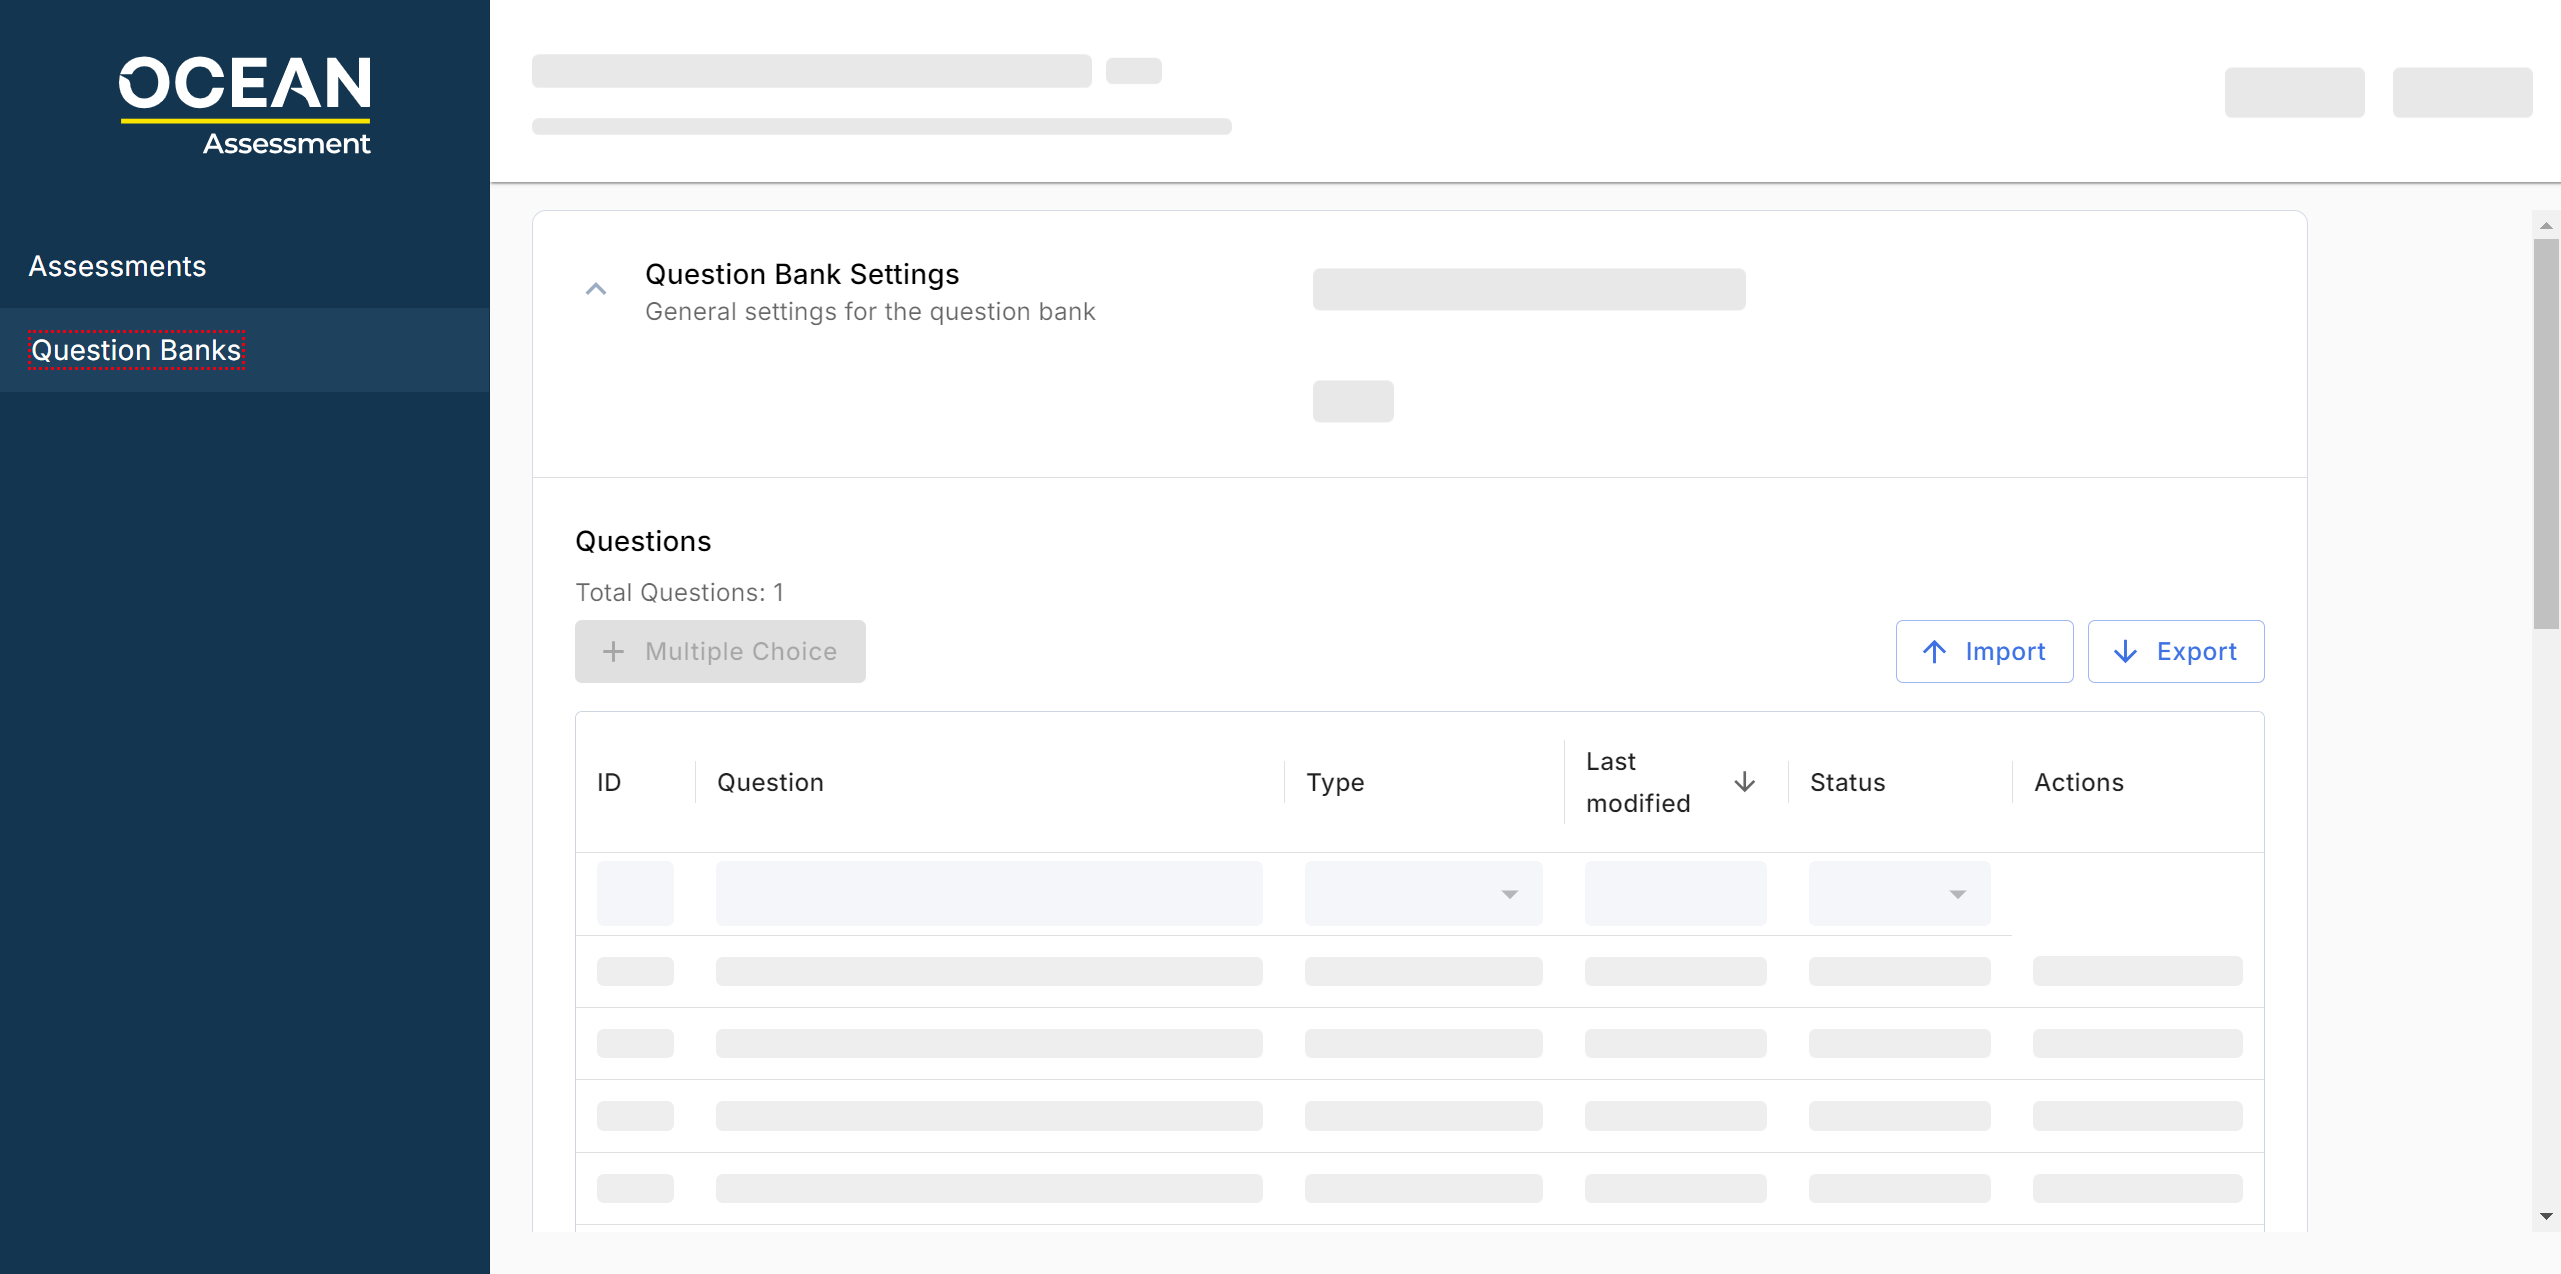 OCEAN
Assessment
Assessments
Question Banks
Question Bank Settings
General settings for the question bank
Questions
Total Questions: 1
+ Multiple Choice
Import
Export
ID
Question
Type
Last modified
Status
Actions